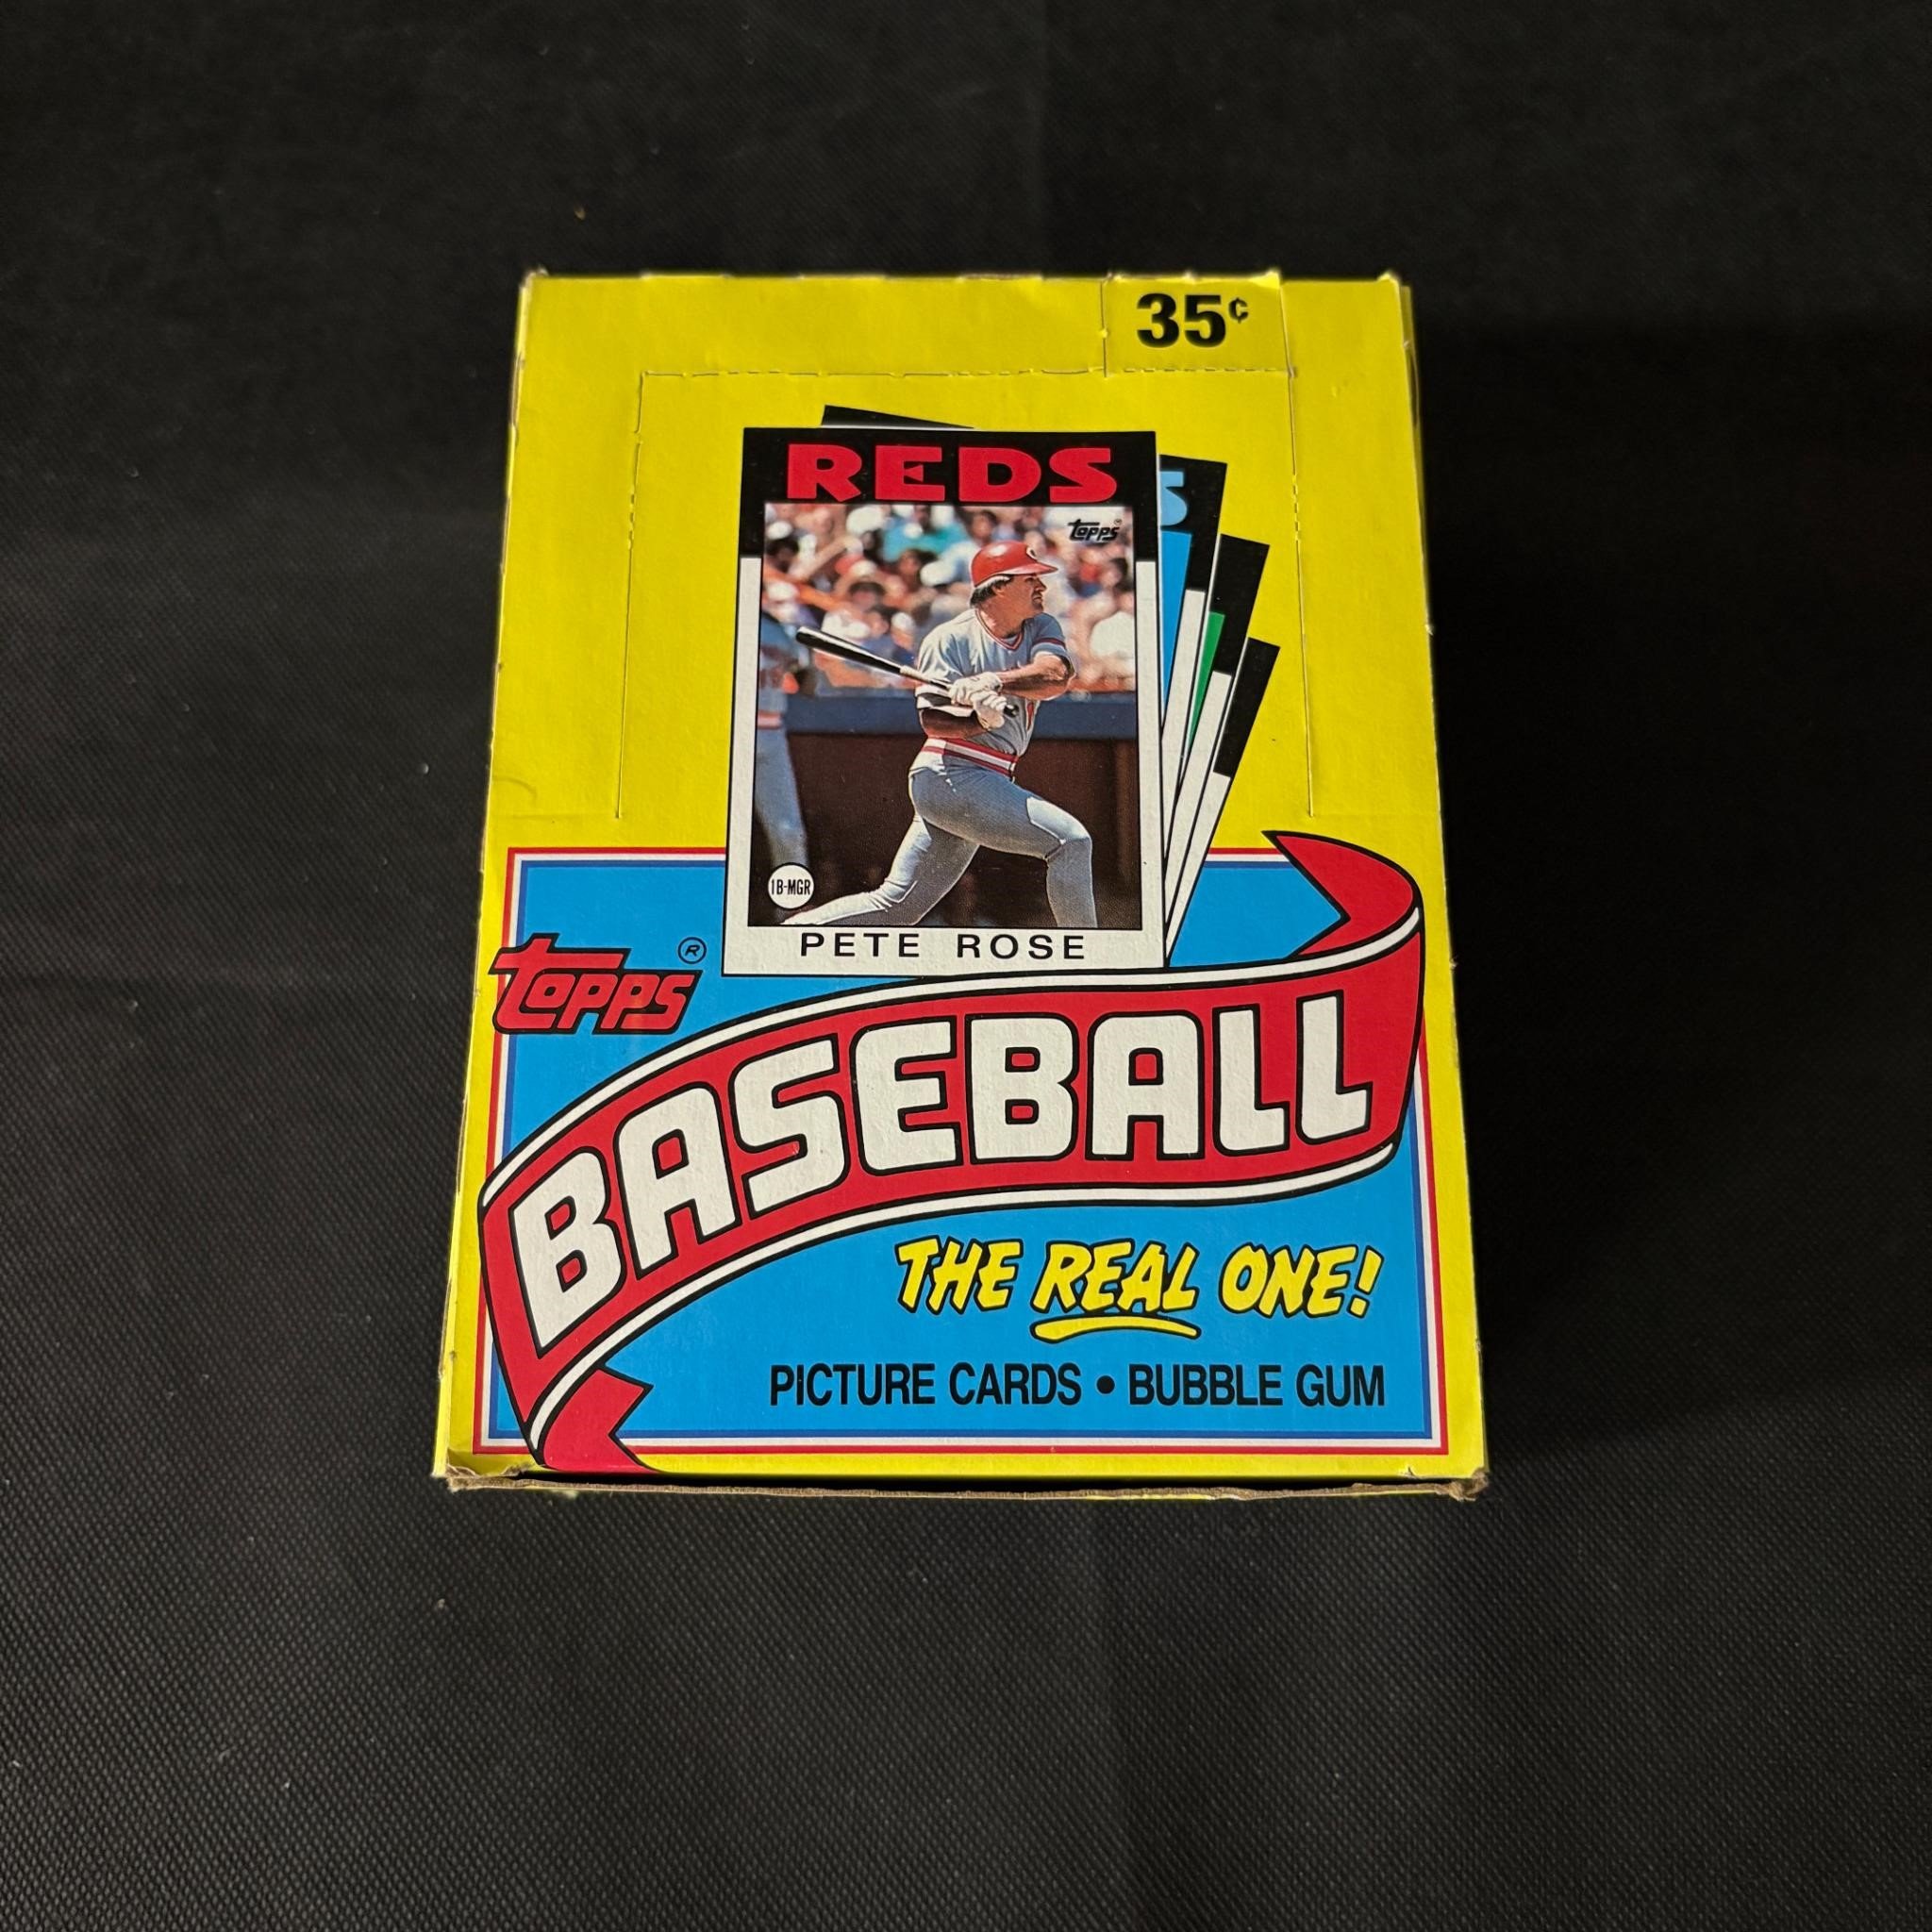 35¢
REDS
topps®
S
1B-MGR
PETE ROSE
topps®
BASEBALL
THE REAL ONE!
PICTURE CARDS • BUBBLE GUM